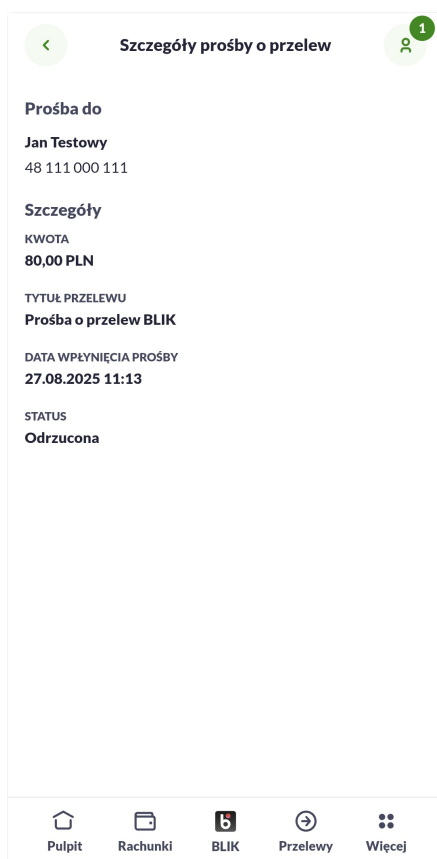 Szczegóły prośby o przelew
1
Prośba do
Jan Testowy
48 111 000 111
Szczegóły
KWOTA
80,00 PLN
TYTUŁ PRZELEWU
Prośba o przelew BLIK
DATA WPŁYNIĘCIA PROŚBY
27.08.2025 11:13
STATUS
Odrzucona
Pulpit
Rachunki
BLIK
Przelewy
Więcej